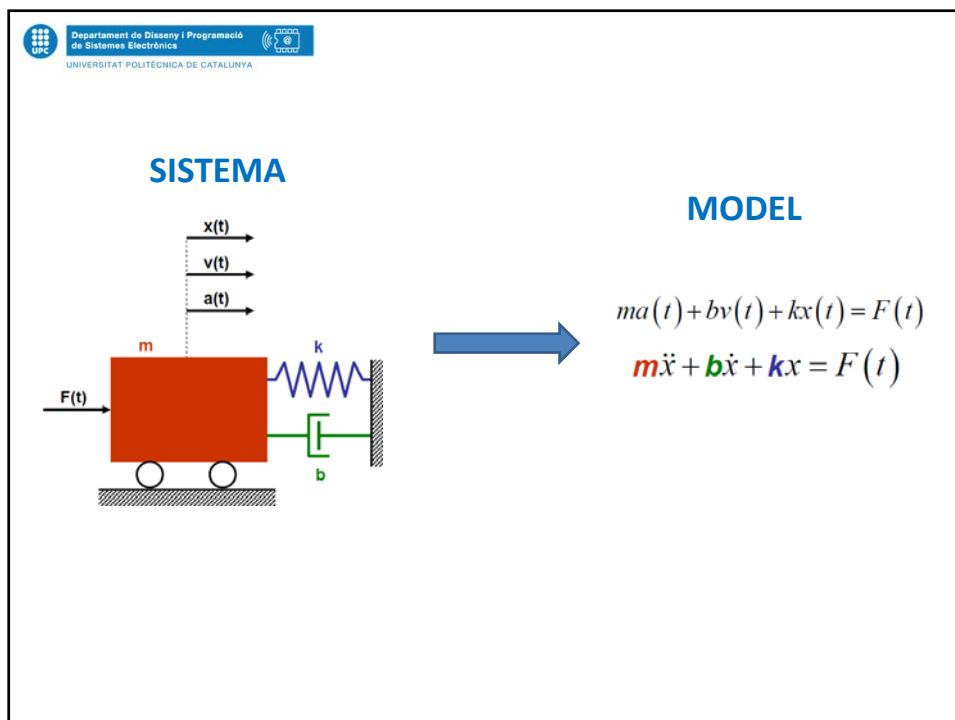 UPC
Departament de Disseny i Programació
de Sistemes Electrònics
@
UNIVERSITAT POLITÈCNICA DE CATALUNYA
SISTEMA
MODEL
x(t)
v(t)
a(t)
m
k
F(t)
b
ma(t)+bv(t)+kx(t)=F(t)
mẍ+bẋ+kx=F(t)